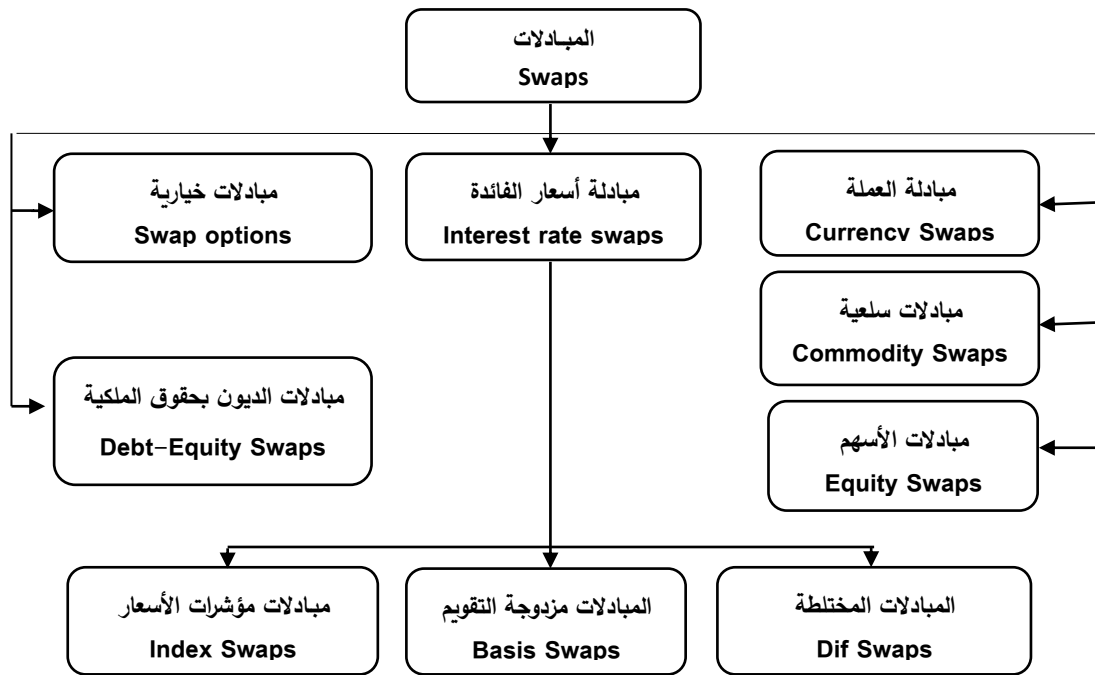 المبـادلات
Swaps
مبادلة العملة
Currency Swaps
مبادلة أسعار الفائدة
Interest rate swaps
مبادلات خيارية
Swap options
مبادلات سلعية
Commodity Swaps
مبادلات الديون بحقوق الملكية
Debt-Equity Swaps
مبادلات الأسهم
Equity Swaps
المبادلات المختلطة
Dif Swaps
المبادلات مزدوجة التقويم
Basis Swaps
مبادلات مؤشرات الأسعار
Index Swaps